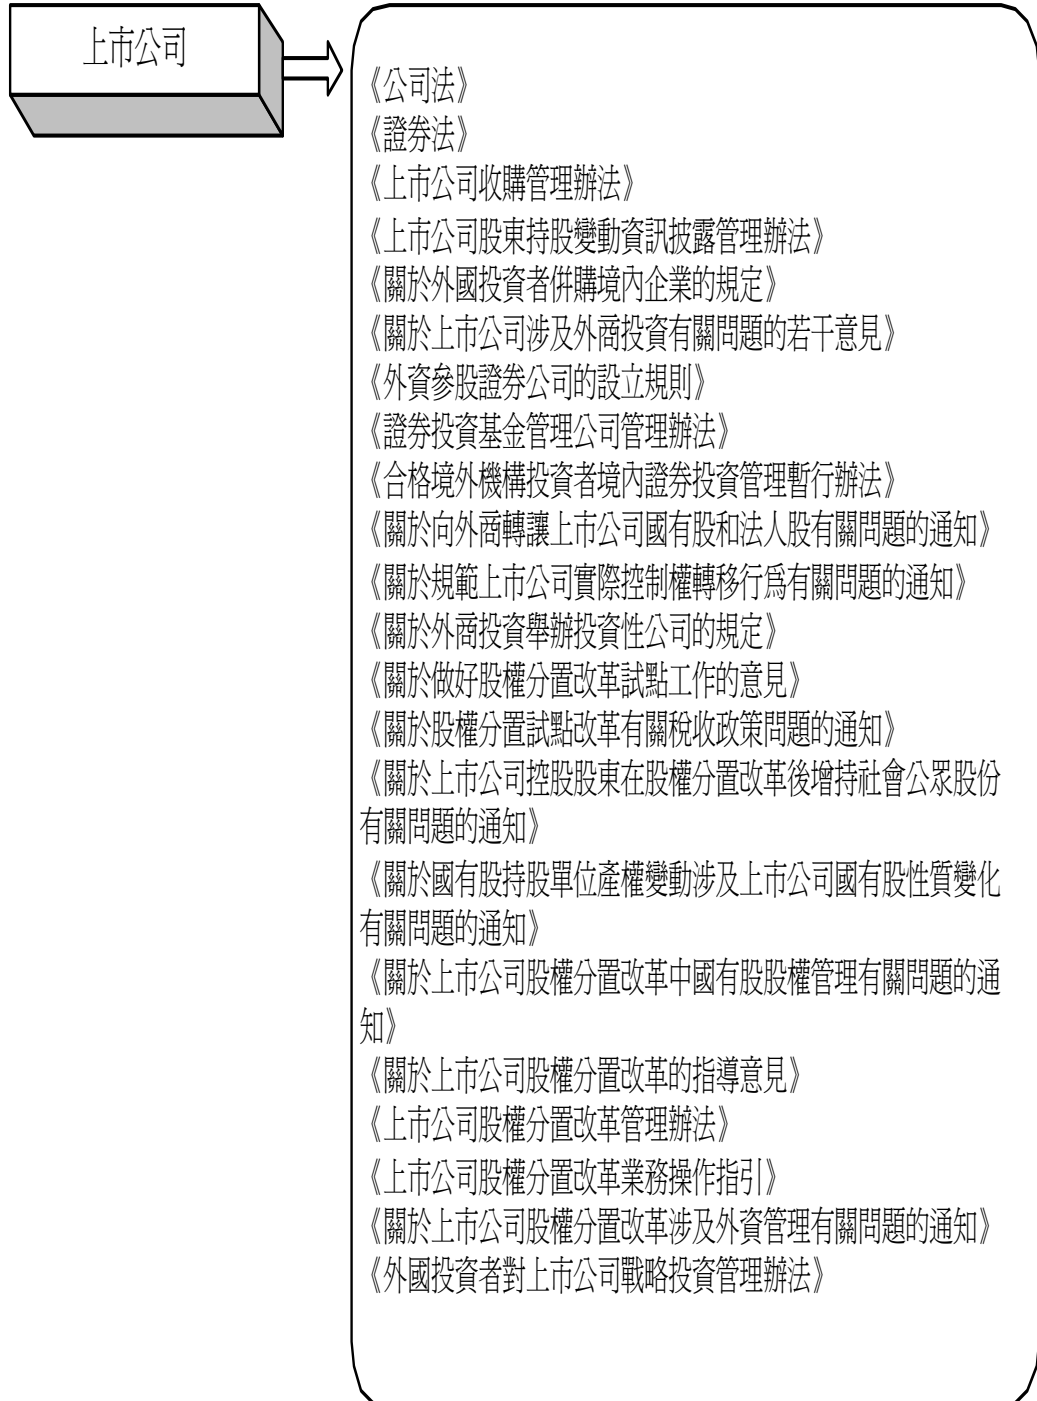 上市公司
《公司法》
《證券法》
《上市公司收購管理辦法》
《上市公司股東持股變動資訊披露管理辦法》
《關於外國投資者併購境內企業的規定》
《關於上市公司涉及外商投資有關問題的若干意見》
《外資參股證券公司的設立規則》
《證券投資基金管理公司管理辦法》
《合格境外機構投資者境內證券投資管理暫行辦法》
《關於向外商轉讓上市公司國有股和法人股有關問題的通知》
《關於規範上市公司實際控制權轉移行為有關問題的通知》
《關於外商投資舉辦投資性公司的規定》
《關於做好股權分置改革試點工作的意見》
《關於股權分置試點改革有關稅收政策問題的通知》
《關於上市公司控股股東在股權分置改革後增持社會公眾股份
有關問題的通知》
《關於國有股持股單位產權變動涉及上市公司國有股性質變化
有關問題的通知》
《關於上市公司股權分置改革中國有股股權管理有關問題的通
知》
《關於上市公司股權分置改革的指導意見》
《上市公司股權分置改革管理辦法》
《上市公司股權分置改革業務操作指引》
《關於上市公司股權分置改革涉及外資管理有關問題的通知》
《外國投資者對上市公司戰略投資管理辦法》